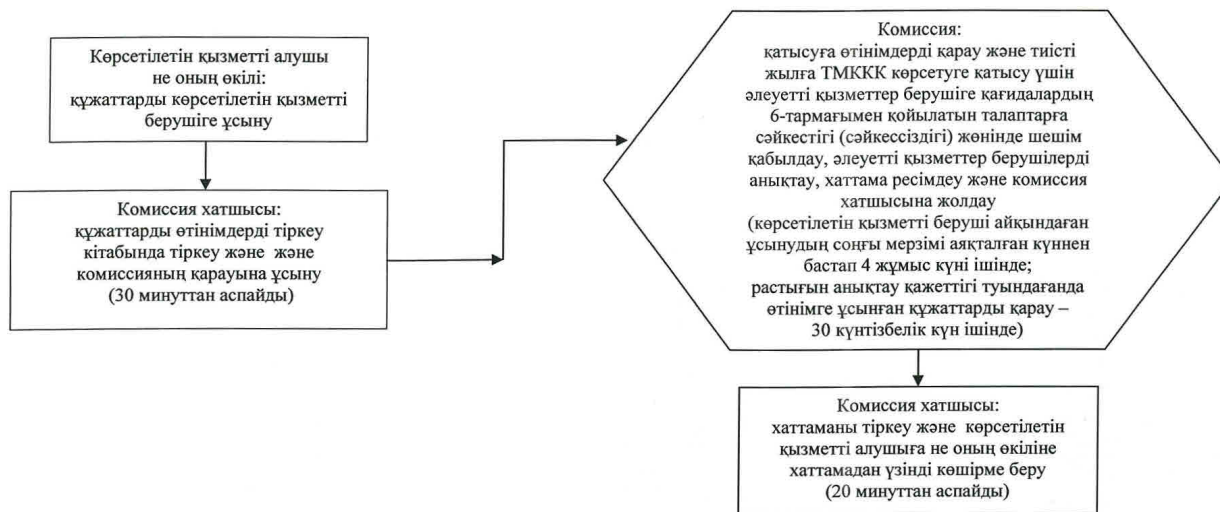 Көрсетілетін қызметті алушы
не оның өкілі:
құжаттарды көрсетілетін қызметті
берушіге ұсыну
Комиссия хатшысы:
құжаттарды өтінімдерді тіркеу
кітабында тіркеу және  және
комиссияның қарауына ұсыну
(30 минуттан аспайды)
Комиссия:
қатысуға өтінімдерді қарау және тиісті
жылға ТМККК көрсетуге қатысу үшін
әлеуетті қызметтер берушіге қағидалардың
6-тармағымен қойылатын талаптарға
сәйкестігі (сәйкессіздігі) жөнінде шешім
қабылдау, әлеуетті қызметтер берушілерді
анықтау, хаттама ресімдеу және комиссия
хатшысына жолдау
(көрсетілетін қызметті беруші айқындаған
ұсынудың соңғы мерзімі аяқталған күннен
бастап 4 жұмыс күні ішінде;
растығын анықтау қажеттігі туындағанда
өтінімге ұсынған құжаттарды қарау –
30 күнтізбелік күн ішінде)
Комиссия хатшысы:
хаттаманы тіркеу және  көрсетілетін
қызметті алушыға не оның өкіліне
хаттамадан үзінді көшірме беру
(20 минуттан аспайды)